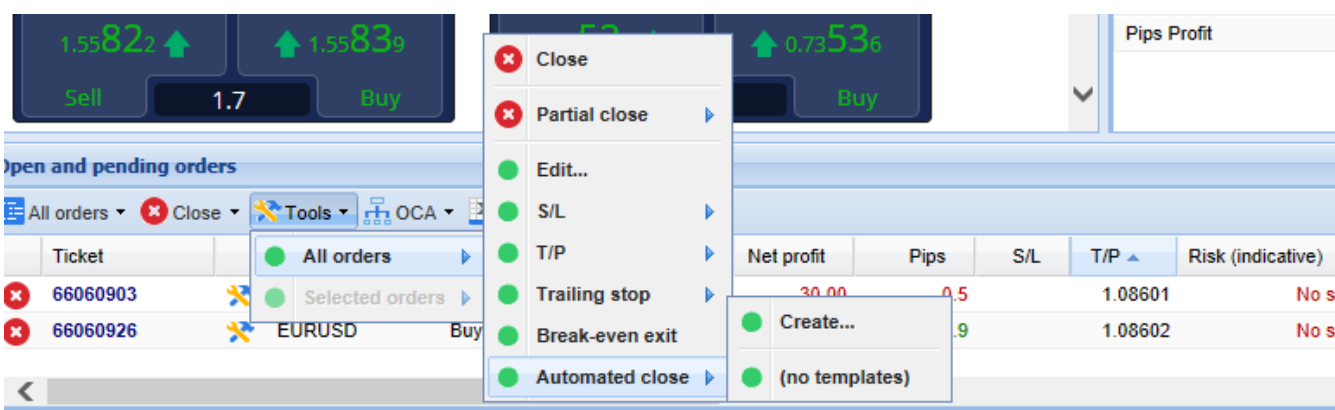 Pips Profit
1.55822
1.55839
0.73536
Sell
1.7
Buy
Buy
Close
Partial close
Open and pending orders
Edit...
All orders
Close
Tools
OCA
S/L
T/P
Trailing stop
Break-even exit
Automated close
All orders
Selected orders
Ticket
Net profit
Pips
S/L
T/P
Risk (indicative)
66060903
30.00
0.5
1.08601
No s
66060926
EURUSD
Buy
.9
1.08602
No s
Create...
(no templates)